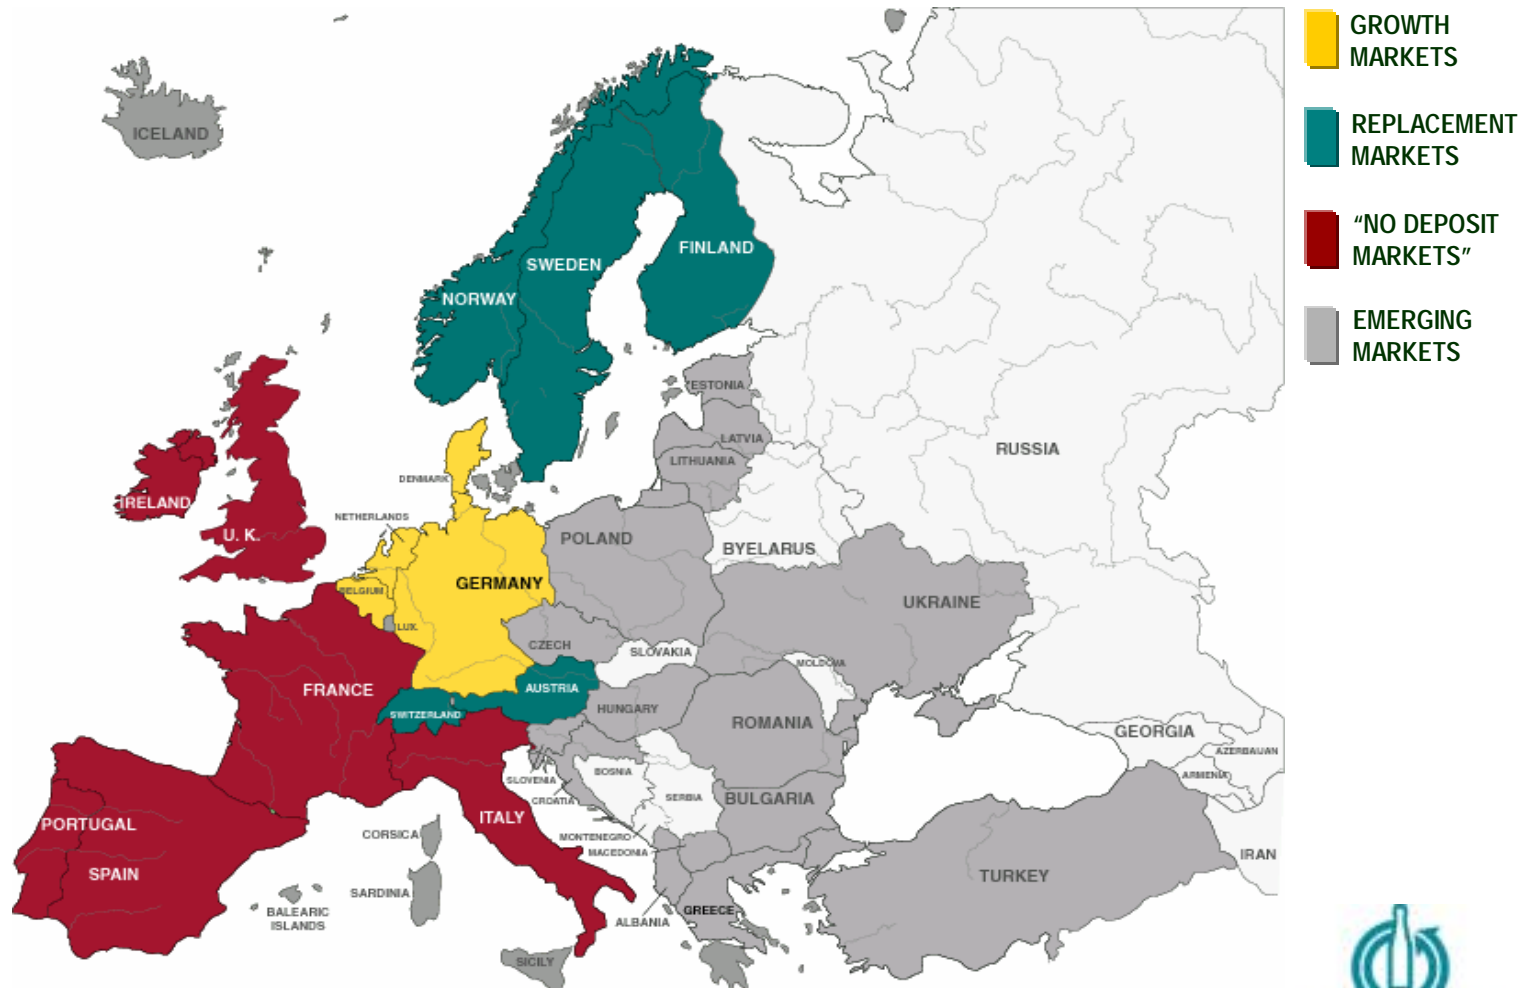 GROWTH
MARKETS
REPLACEMENT
MARKETS
“NO DEPOSIT
MARKETS”
EMERGING
MARKETS
ICELAND
FINLAND
SWEDEN
NORWAY
ESTONIA
LATVIA
LITHUANIA
RUSSIA
DENMARK
IRELAND
NETHERLANDS
U. K.
POLAND
BYELARUS
GERMANY
BELGIUM
UKRAINE
LUX.
CZECH
SLOVAKIA
MOLDOVA
FRANCE
AUSTRIA
SWITZERLAND
HUNGARY
ROMANIA
GEORGIA
AZERBAIJAN
ARMENIA
BOSNIA
SLOVENIA
SERBIA
BULGARIA
CROATIA
ITALY
PORTUGAL
CORSICA
MONTENEGRO
MACEDONIA
IRAN
SPAIN
TURKEY
SARDINIA
BALEARIC
ISLANDS
GREECE
ALBANIA
SICILY